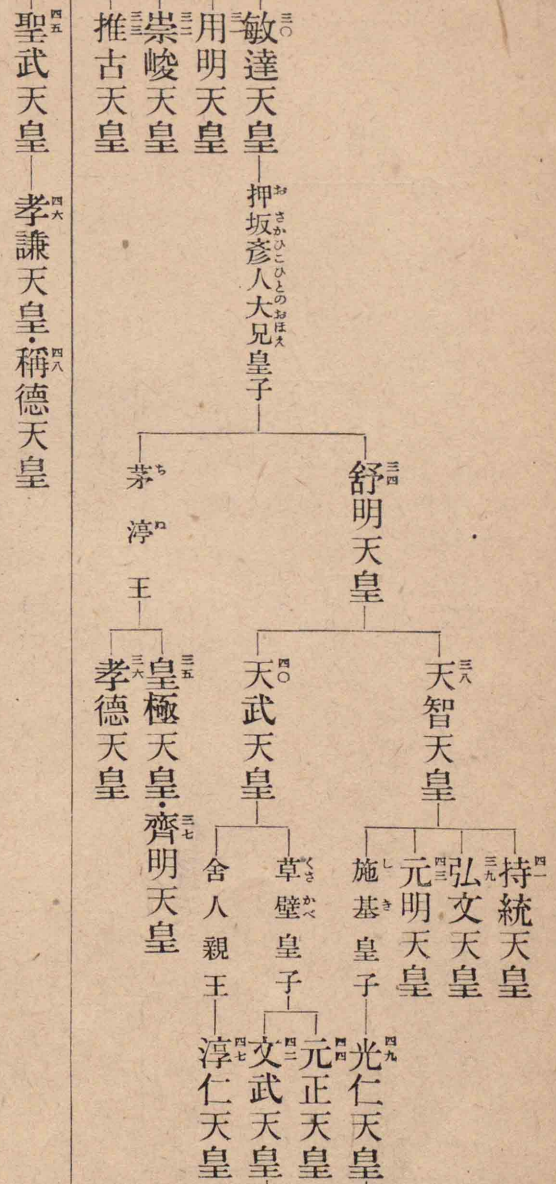 三〇
敏達天皇
押坂彥人大兄皇子
お さかひこひとのおほえ
三一
用明天皇
三二
崇峻天皇
三三
推古天皇
三四
舒明天皇
茅渟王
ち ぬ
三八
天智天皇
四〇
天武天皇
三五
皇極天皇・齊明天皇
三七
三六
孝德天皇
四一
持統天皇
三九
弘文天皇
四三
元明天皇
施基皇子
し き
草壁皇子
くさ かべ
舍人親王
四九
光仁天皇
四四
元正天皇
四二
文武天皇
四七
淳仁天皇
四五
聖武天皇
四六
孝謙天皇・稱德天皇
四八